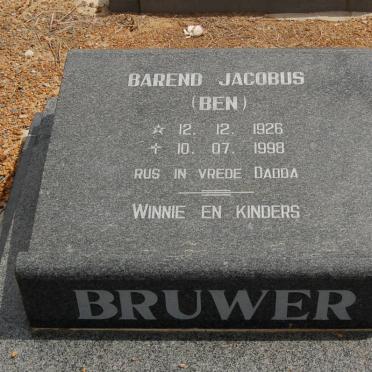 BAREND JACOBUS
(BEN)
☆ 12. 12. 1926
✝ 10. 07. 1998
RUS IN VREDE DADDA
WINNIE EN KINDERS
BRUWER